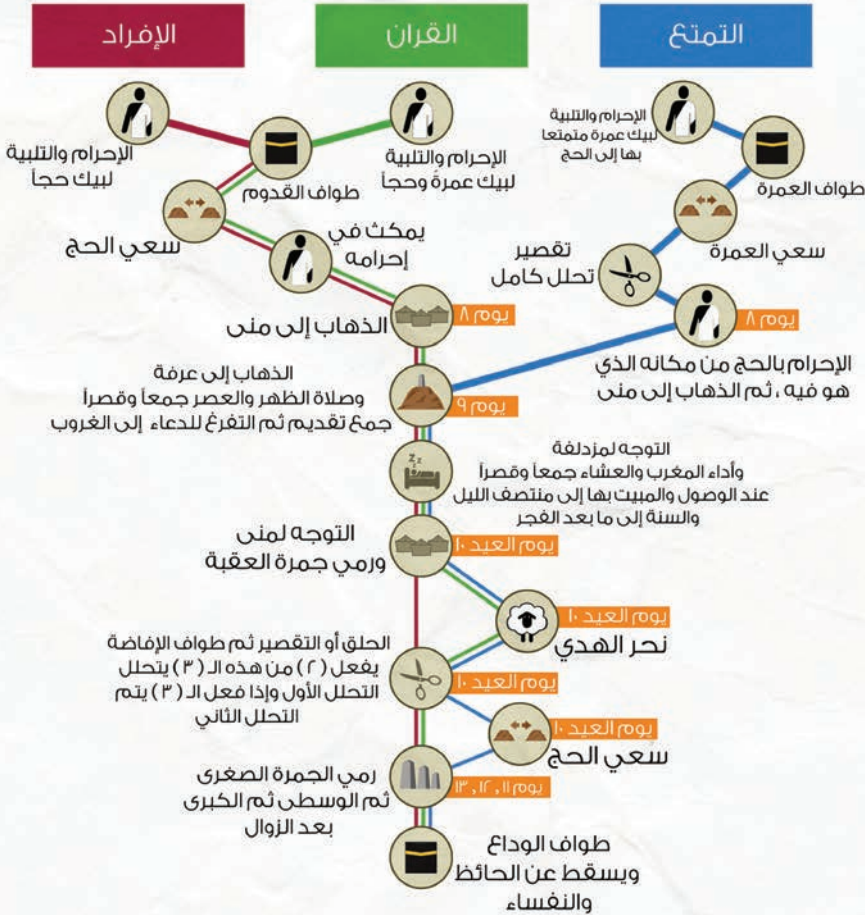 التمتع
القران
الإفراد
الإحرام والتلبية
لبيك عمرة متمتعا
بها إلى الحج
طواف العمرة
سعي العمرة
تقصير
تحلل كامل
يوم ٨
الإحرام بالحج من مكانه الذي
هو فيه ، ثم الذهاب إلى منى
الإحرام والتلبية
لبيك عمرةً وحجاً
الإحرام والتلبية
لبيك حجاً
طواف القدوم
سعي الحج
يمكث في
إحرامه
يوم ٨
الذهاب إلى منى
الذهاب إلى عرفة
وصلاة الظهر والعصر جمعاً وقصراً
جمع تقديم ثم التفرغ للدعاء إلى الغروب
يوم ٩
التوجه لمزدلفة
وأداء المغرب والعشاء جمعاً وقصراً
عند الوصول والمبيت بها إلى منتصف الليل
والسنة إلى ما بعد الفجر
zz
z
يوم العيد ١٠
التوجه لمنى
ورمي جمرة العقبة
يوم العيد ١٠
نحر الهدي
الحلق أو التقصير ثم طواف الإفاضة
يفعل (٢) من هذه الـ (٣) يتحلل
التحلل الأول وإذا فعل الـ (٣) يتم
التحلل الثاني
يوم العيد ١٠
يوم العيد ١٠
سعي الحج
رمي الجمرة الصغرى
ثم الوسطى ثم الكبرى
بعد الزوال
يوم ١١, ١٢, ١٣
طواف الوداع
ويسقط عن الحائظ
والنفساء